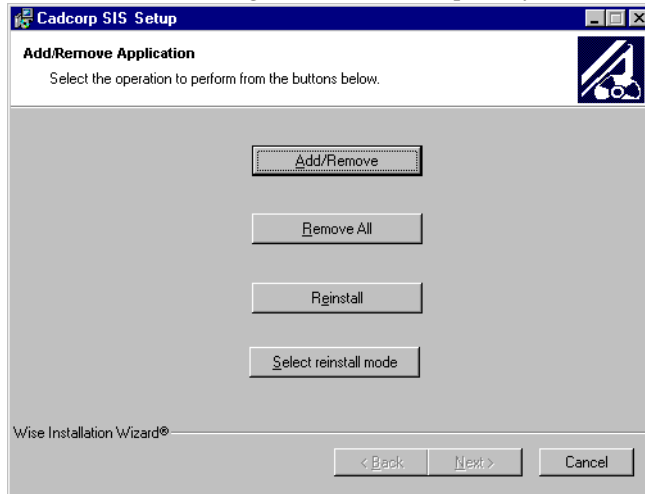 Cadcorp SIS Setup
Add/Remove Application
Select the operation to perform from the buttons below.
Add/Remove
Remove All
Reinstall
Select reinstall mode
Wise Installation Wizard®
< Back Next > Cancel